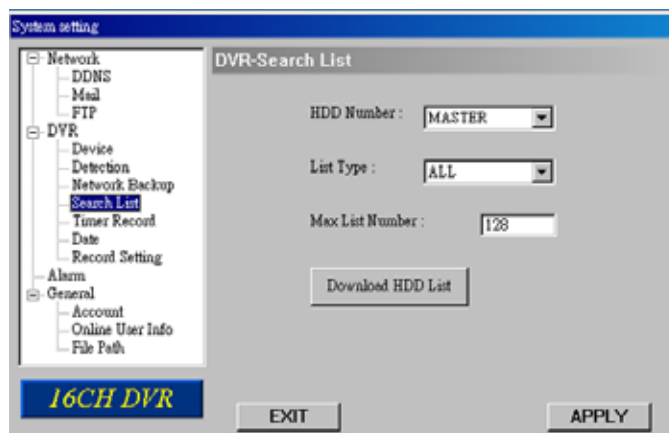 System setting
Network
DDNS
Mail
FTP
DVR
Device
Detection
Network Backup
Search List
Timer Record
Date
Record Setting
Alarm
General
Account
Online User Info
File Path
16CH DVR
DVR-Search List
HDD Number : MASTER
List Type : ALL
Max List Number : 128
Download HDD List
EXIT APPLY